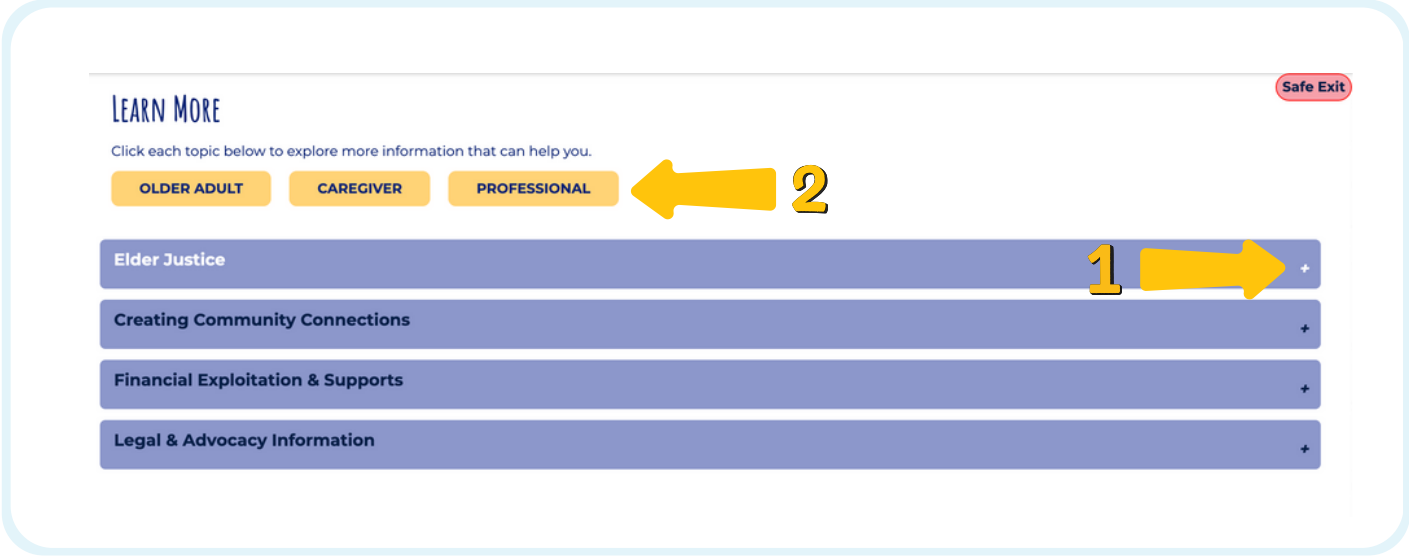 Safe Exit
LEARN MORE
Click each topic below to explore more information that can help you.
OLDER ADULT CAREGIVER PROFESSIONAL 2
Elder Justice 1 +
Creating Community Connections +
Financial Exploitation & Supports +
Legal & Advocacy Information +